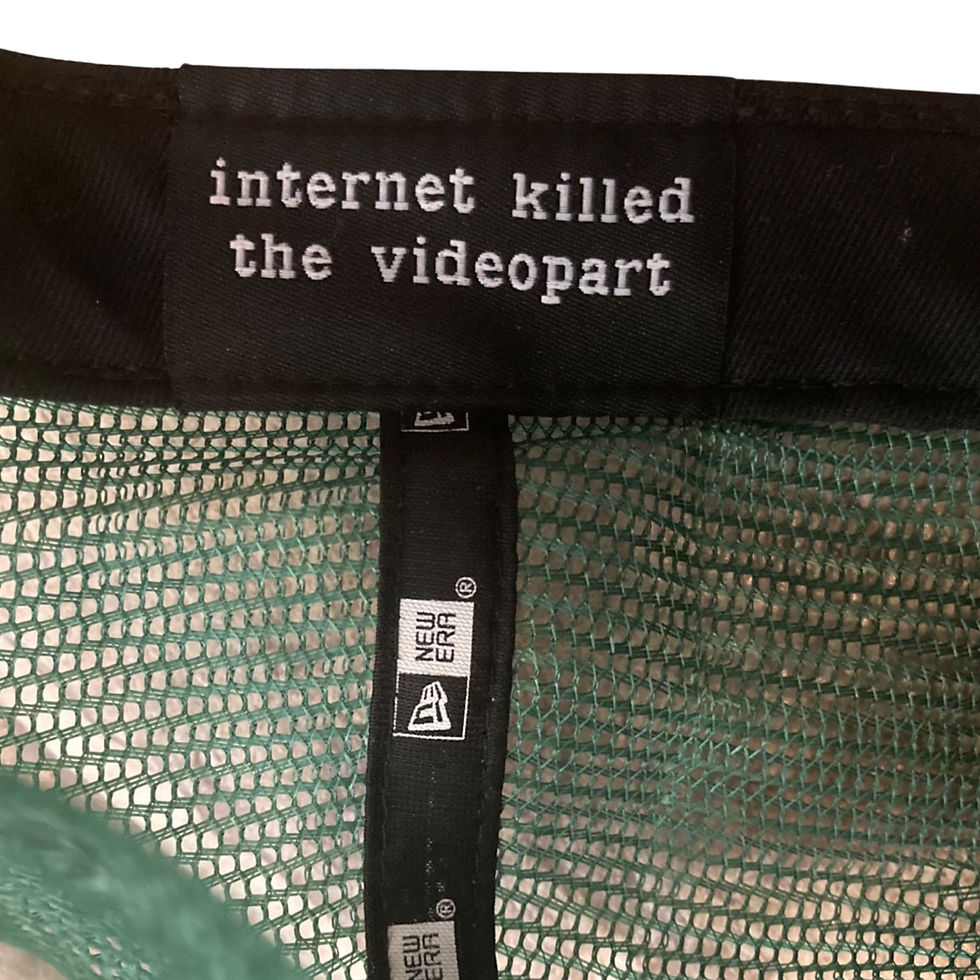 internet killed
the videopart
®
NEW
ERA
®
NEW
ERA